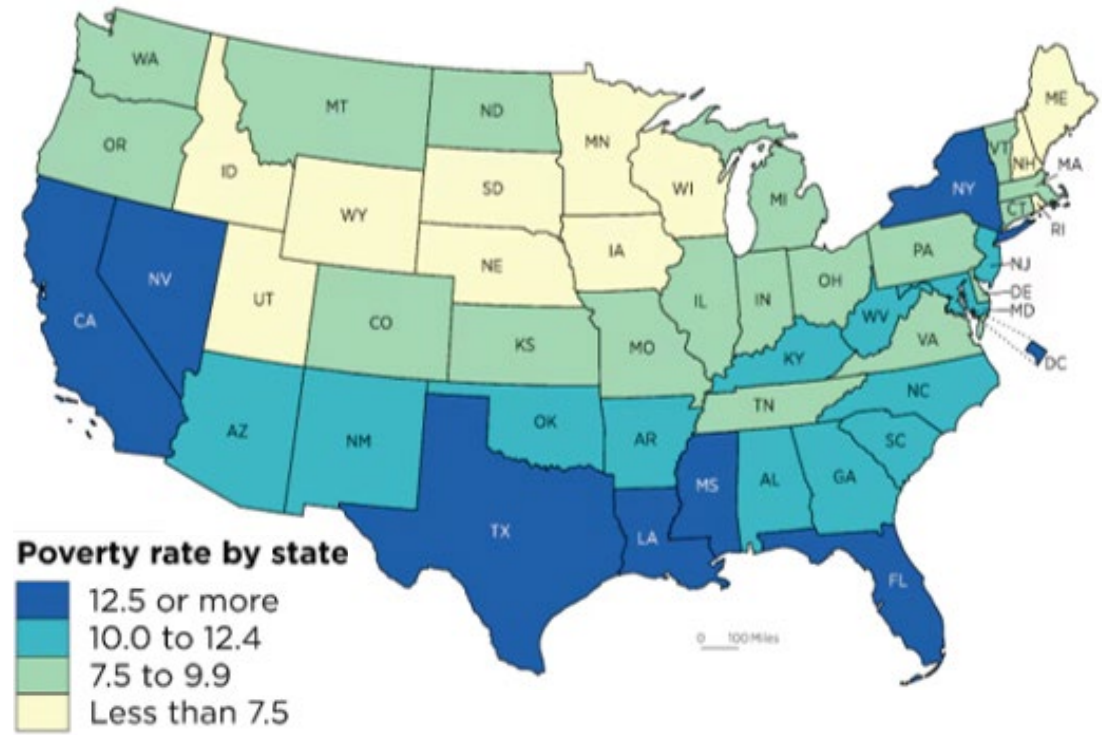 WA
MT
ND
MN
ME
OR
ID
SD
WI
MI
VT
NH
MA
NY
WY
CT
RI
IA
NE
PA
NJ
NV
UT
CO
IL
IN
OH
DE
MD
CA
KS
MO
WV
VA
KY
DC
AZ
NM
OK
AR
TN
NC
SC
MS
AL
GA
TX
LA
FL
Poverty rate by state
12.5 or more
10.0 to 12.4
7.5 to 9.9
Less than 7.5
0 100 Miles